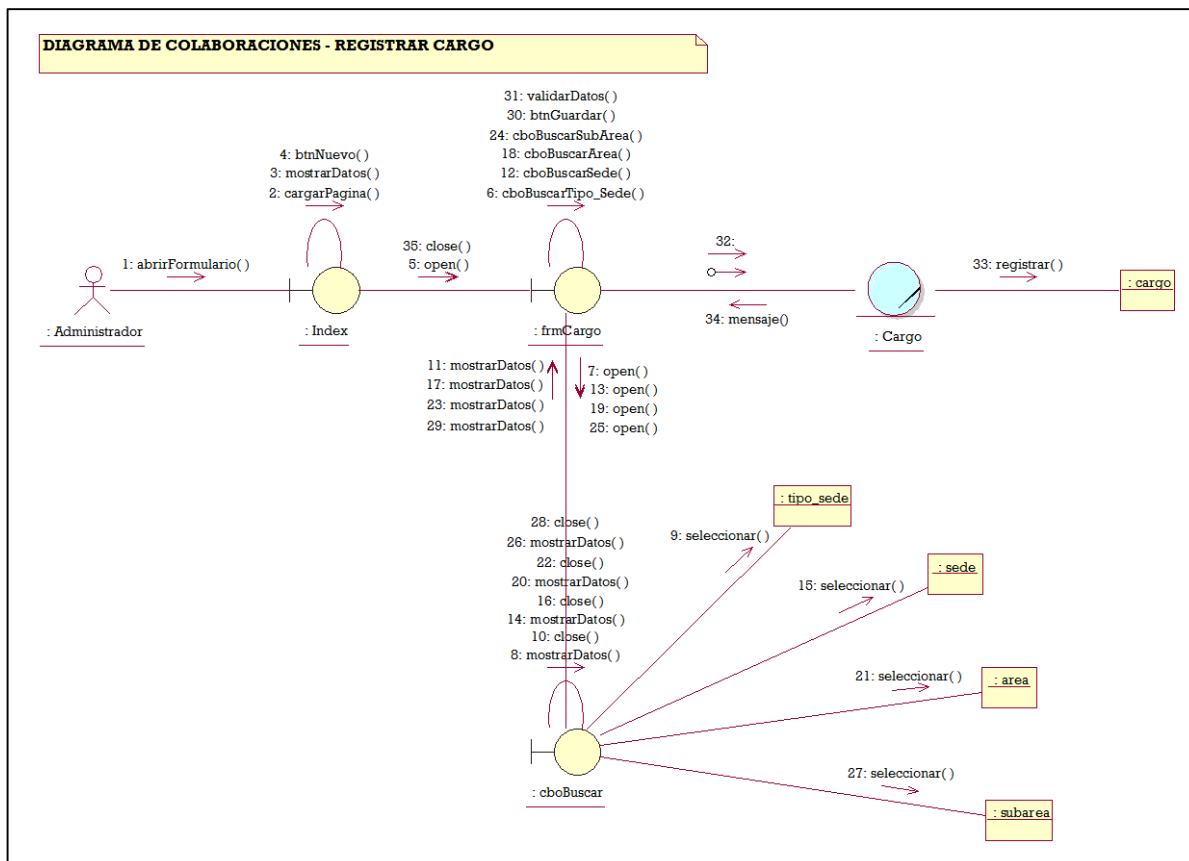 DIAGRAMA DE COLABORACIONES - REGISTRAR CARGO
31: validarDatos( )
30: btnGuardar( )
24: cboBuscarSubArea( )
18: cboBuscarArea( )
12: cboBuscarSede( )
6: cboBuscarTipo_Sede( )
4: btnNuevo( )
3: mostrarDatos( )
2: cargarPagina( )
1: abrirFormulario( )
35: close( )
5: open( )
32:
33: registrar( )
34: mensaje()
: Administrador
: Index
: frmCargo
: Cargo
: cargo
11: mostrarDatos( )
17: mostrarDatos( )
23: mostrarDatos( )
29: mostrarDatos( )
7: open( )
13: open( )
19: open( )
25: open( )
28: close( )
26: mostrarDatos( )
22: close( )
20: mostrarDatos( )
16: close( )
14: mostrarDatos( )
10: close( )
8: mostrarDatos( )
9: seleccionar( )
: tipo_sede
15: seleccionar( )
: sede
21: seleccionar( )
: area
27: seleccionar( )
: subarea
: cboBuscar